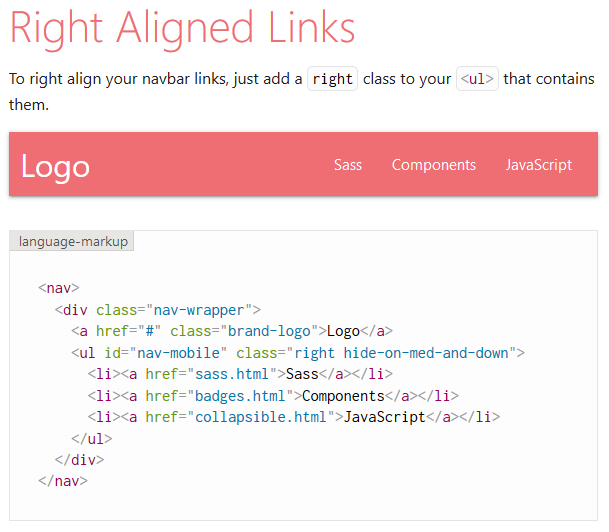 Right Aligned Links
To right align your navbar links, just add a right class to your <ul> that contains
them.
Logo Sass Components JavaScript
language-markup
<nav>
  <div class="nav-wrapper">
    <a href="#" class="brand-logo">Logo</a>
    <ul id="nav-mobile" class="right hide-on-med-and-down">
      <li><a href="sass.html">Sass</a></li>
      <li><a href="badges.html">Components</a></li>
      <li><a href="collapsible.html">JavaScript</a></li>
    </ul>
  </div>
</nav>